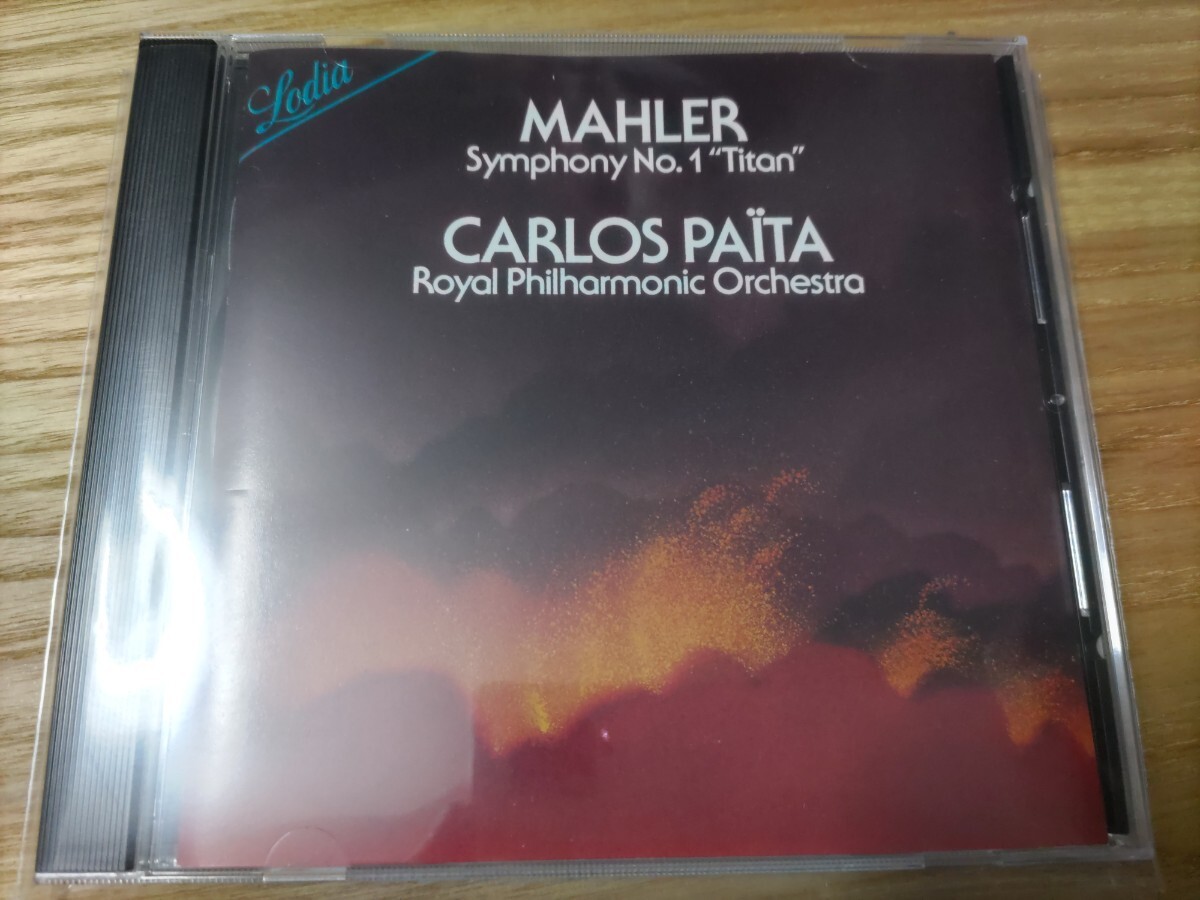 Lodia
MAHLER
Symphony No. 1 “Titan”
CARLOS PAÏTA
Royal Philharmonic Orchestra